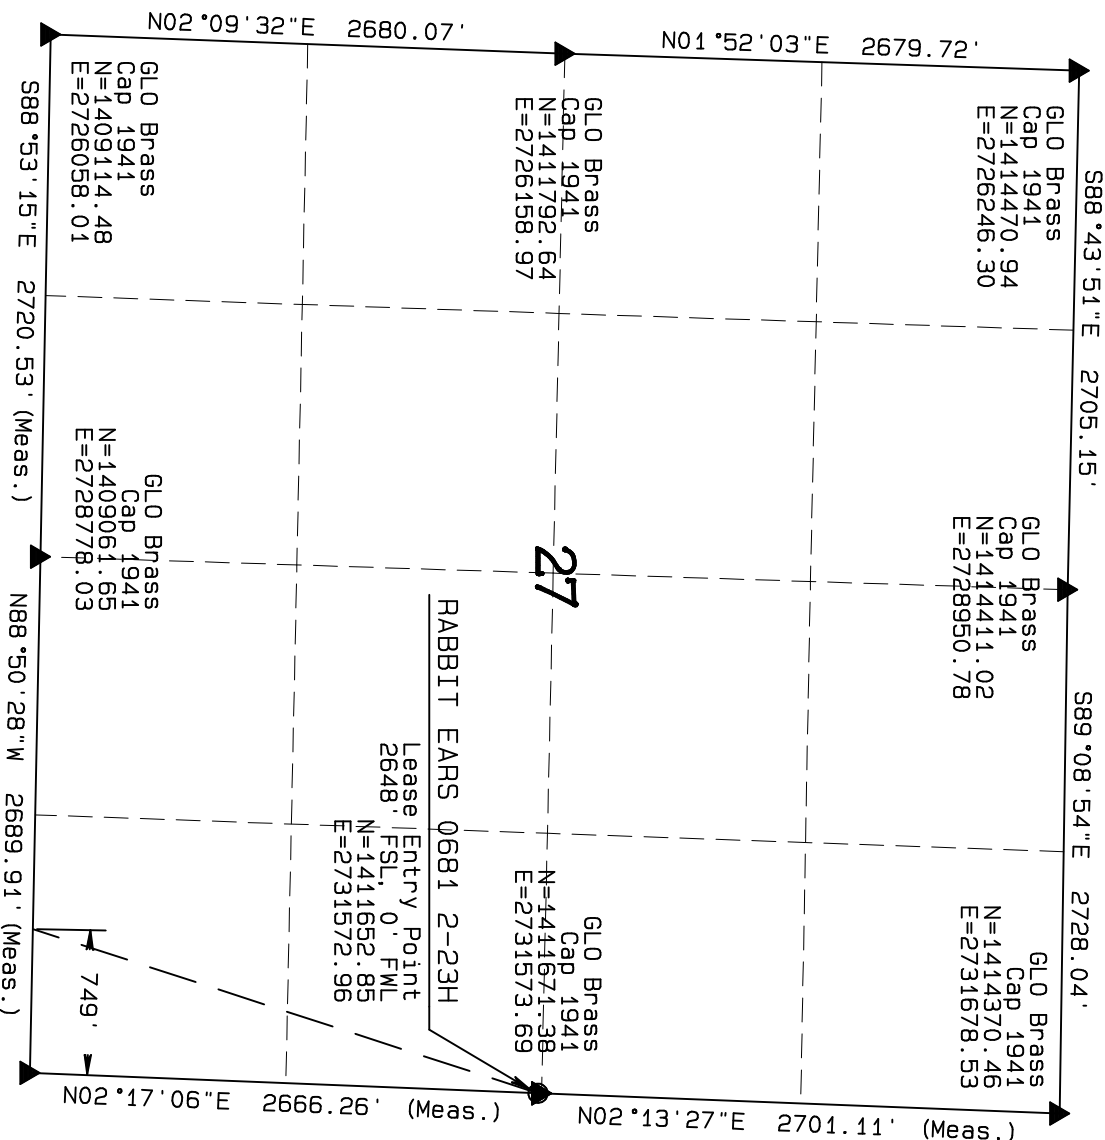 N02°09'32"E 2680.07'
N01°52'03"E 2679.72'
S88°43'51"E 2705.15'
S89°08'54"E 2728.04'
GLO Brass
Cap 1941
N=1414470.94
E=2726246.30
GLO Brass
Cap 1941
N=1414411.02
E=2728950.78
GLO Brass
Cap 1941
N=1414370.46
E=2731678.53
GLO Brass
Cap 1941
N=1411792.64
E=2726158.97
27
GLO Brass
Cap 1941
N=1411671.38
E=2731573.69
RABBIT EARS 0681 2-23H
Lease Entry Point
2648' FSL, 0' FWL
N=1411652.85
E=2731572.96
GLO Brass
Cap 1941
N=1409114.48
E=2726058.01
GLO Brass
Cap 1941
N=1409061.65
E=2728778.03
749'
S88°53'15"E 2720.53' (Meas.)
N88°50'28"W 2689.91' (Meas.)
N02°17'06"E 2666.26' (Meas.)
N02°13'27"E 2701.11' (Meas.)